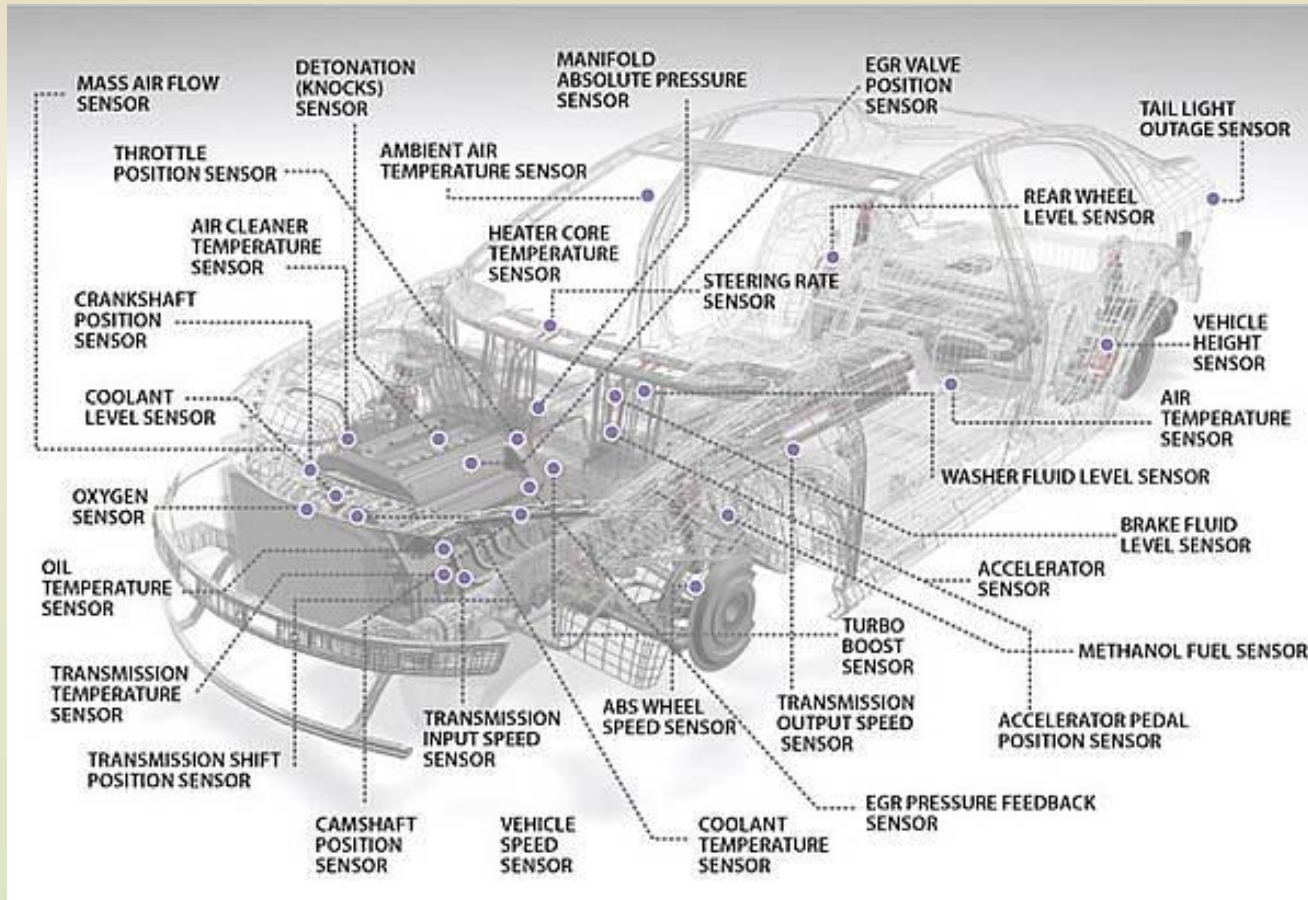 MASS AIR FLOW
SENSOR
DETONATION
(KNOCKS)
SENSOR
MANIFOLD
ABSOLUTE PRESSURE
SENSOR
EGR VALVE
POSITION
SENSOR
TAIL LIGHT
OUTAGE SENSOR
THROTTLE
POSITION SENSOR
AMBIENT AIR
TEMPERATURE SENSOR
REAR WHEEL
LEVEL SENSOR
AIR CLEANER
TEMPERATURE
SENSOR
HEATER CORE
TEMPERATURE
SENSOR
STEERING RATE
SENSOR
CRANKSHAFT
POSITION
SENSOR
VEHICLE
HEIGHT
SENSOR
COOLANT
LEVEL SENSOR
AIR
TEMPERATURE
SENSOR
WASHER FLUID LEVEL SENSOR
OXYGEN
SENSOR
BRAKE FLUID
LEVEL SENSOR
OIL
TEMPERATURE
SENSOR
ACCELERATOR
SENSOR
TURBO
BOOST
SENSOR
METHANOL FUEL SENSOR
TRANSMISSION
TEMPERATURE
SENSOR
TRANSMISSION
INPUT SPEED
SENSOR
ABS WHEEL
SPEED SENSOR
TRANSMISSION
OUTPUT SPEED
SENSOR
ACCELERATOR PEDAL
POSITION SENSOR
TRANSMISSION SHIFT
POSITION SENSOR
EGR PRESSURE FEEDBACK
SENSOR
CAMSHAFT
POSITION
SENSOR
VEHICLE
SPEED
SENSOR
COOLANT
TEMPERATURE
SENSOR